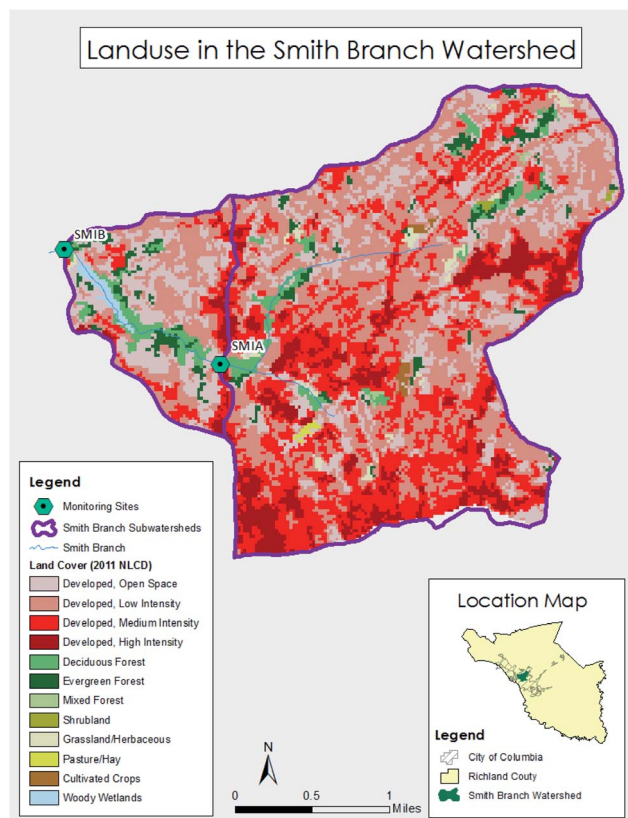 Landuse in the Smith Branch Watershed
SMIB
SMIA
Legend
Monitoring Sites
Smith Branch Subwatersheds
Smith Branch
Land Cover (2011 NLCD)
Developed, Open Space
Developed, Low Intensity
Developed, Medium Intensity
Developed, High Intensity
Deciduous Forest
Evergreen Forest
Mixed Forest
Shrubland
Grassland/Herbaceous
Pasture/Hay
Cultivated Crops
Woody Wetlands
N
0 0.5 1
Miles
Location Map
Legend
City of Columbia
Richland Couty
Smith Branch Watershed